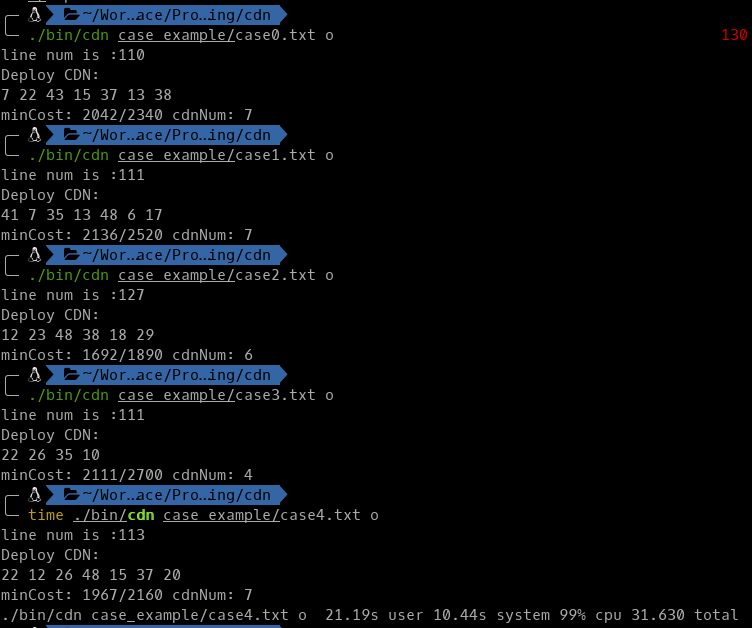 ~/Wor…ace/Pro…ing/cdn
./bin/cdn case_example/case0.txt o 130
line num is :110
Deploy CDN:
7 22 43 15 37 13 38
minCost: 2042/2340 cdnNum: 7
~/Wor…ace/Pro…ing/cdn
./bin/cdn case_example/case1.txt o
line num is :111
Deploy CDN:
41 7 35 13 48 6 17
minCost: 2136/2520 cdnNum: 7
~/Wor…ace/Pro…ing/cdn
./bin/cdn case_example/case2.txt o
line num is :127
Deploy CDN:
12 23 48 38 18 29
minCost: 1692/1890 cdnNum: 6
~/Wor…ace/Pro…ing/cdn
./bin/cdn case_example/case3.txt o
line num is :111
Deploy CDN:
22 26 35 10
minCost: 2111/2700 cdnNum: 4
~/Wor…ace/Pro…ing/cdn
time ./bin/cdn case_example/case4.txt o
line num is :113
Deploy CDN:
22 12 26 48 15 37 20
minCost: 1967/2160 cdnNum: 7
./bin/cdn case_example/case4.txt o  21.19s user 10.44s system 99% cpu 31.630 total